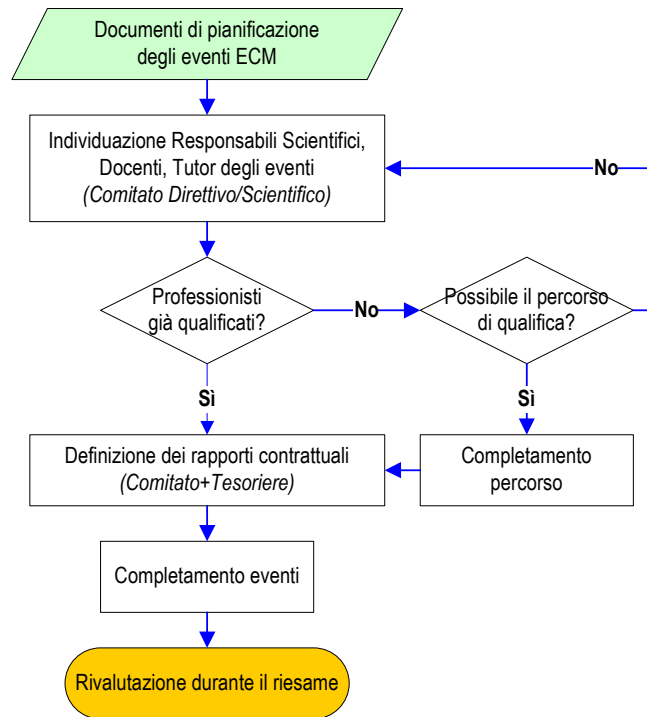 Documenti di pianificazione
degli eventi ECM
Individuazione Responsabili Scientifici,
Docenti, Tutor degli eventi
(Comitato Direttivo/Scientifico)
No
Professionisti
già qualificati?
No
Possibile il percorso
di qualifica?
Sì
Sì
Definizione dei rapporti contrattuali
(Comitato+Tesoriere)
Completamento
percorso
Completamento eventi
Rivalutazione durante il riesame